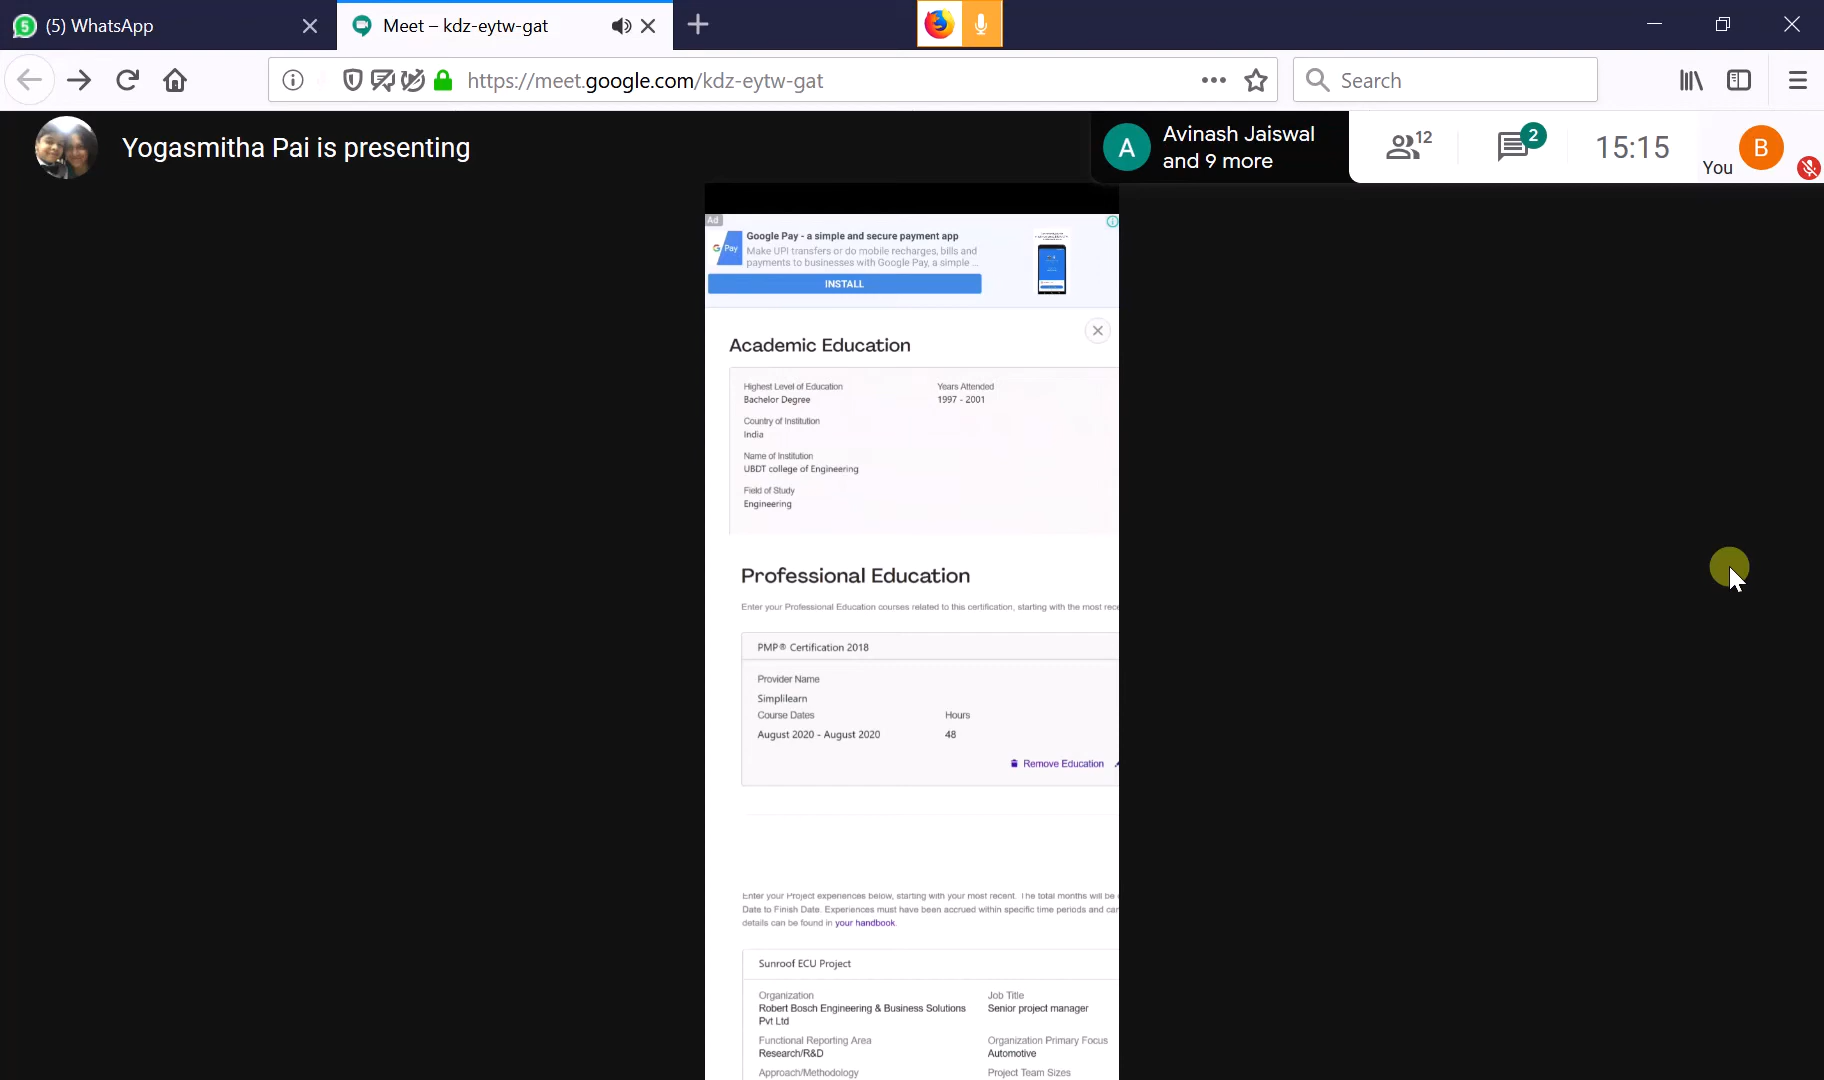 (5) WhatsApp
Meet – kdz-eytw-gat
https://meet.google.com/kdz-eytw-gat
Search
Yogasmitha Pai is presenting
A
Avinash Jaiswal
and 9 more
12
2
15:15
You
B
Ad
G Pay
Google Pay - a simple and secure payment app
Make UPI transfers or do mobile recharges, bills and
payments to businesses with Google Pay, a simple ...
INSTALL
Academic Education
Highest Level of Education
Bachelor Degree
Years Attended
1997 - 2001
Country of Institution
India
Name of Institution
UBDT college of Engineering
Field of Study
Engineering
Professional Education
Enter your Professional Education courses related to this certification, starting with the most rece
PMP® Certification 2018
Provider Name
Simplilearn
Course Dates
Hours
August 2020 - August 2020
48
Remove Education
Enter your Project experiences below, starting with your most recent. The total months will be
Date to Finish Date. Experiences must have been accrued within specific time periods and can
details can be found in your handbook.
Sunroof ECU Project
Organization
Robert Bosch Engineering & Business Solutions
Pvt Ltd
Job Title
Senior project manager
Functional Reporting Area
Research/R&D
Organization Primary Focus
Automotive
Approach/Methodology
Project Team Sizes